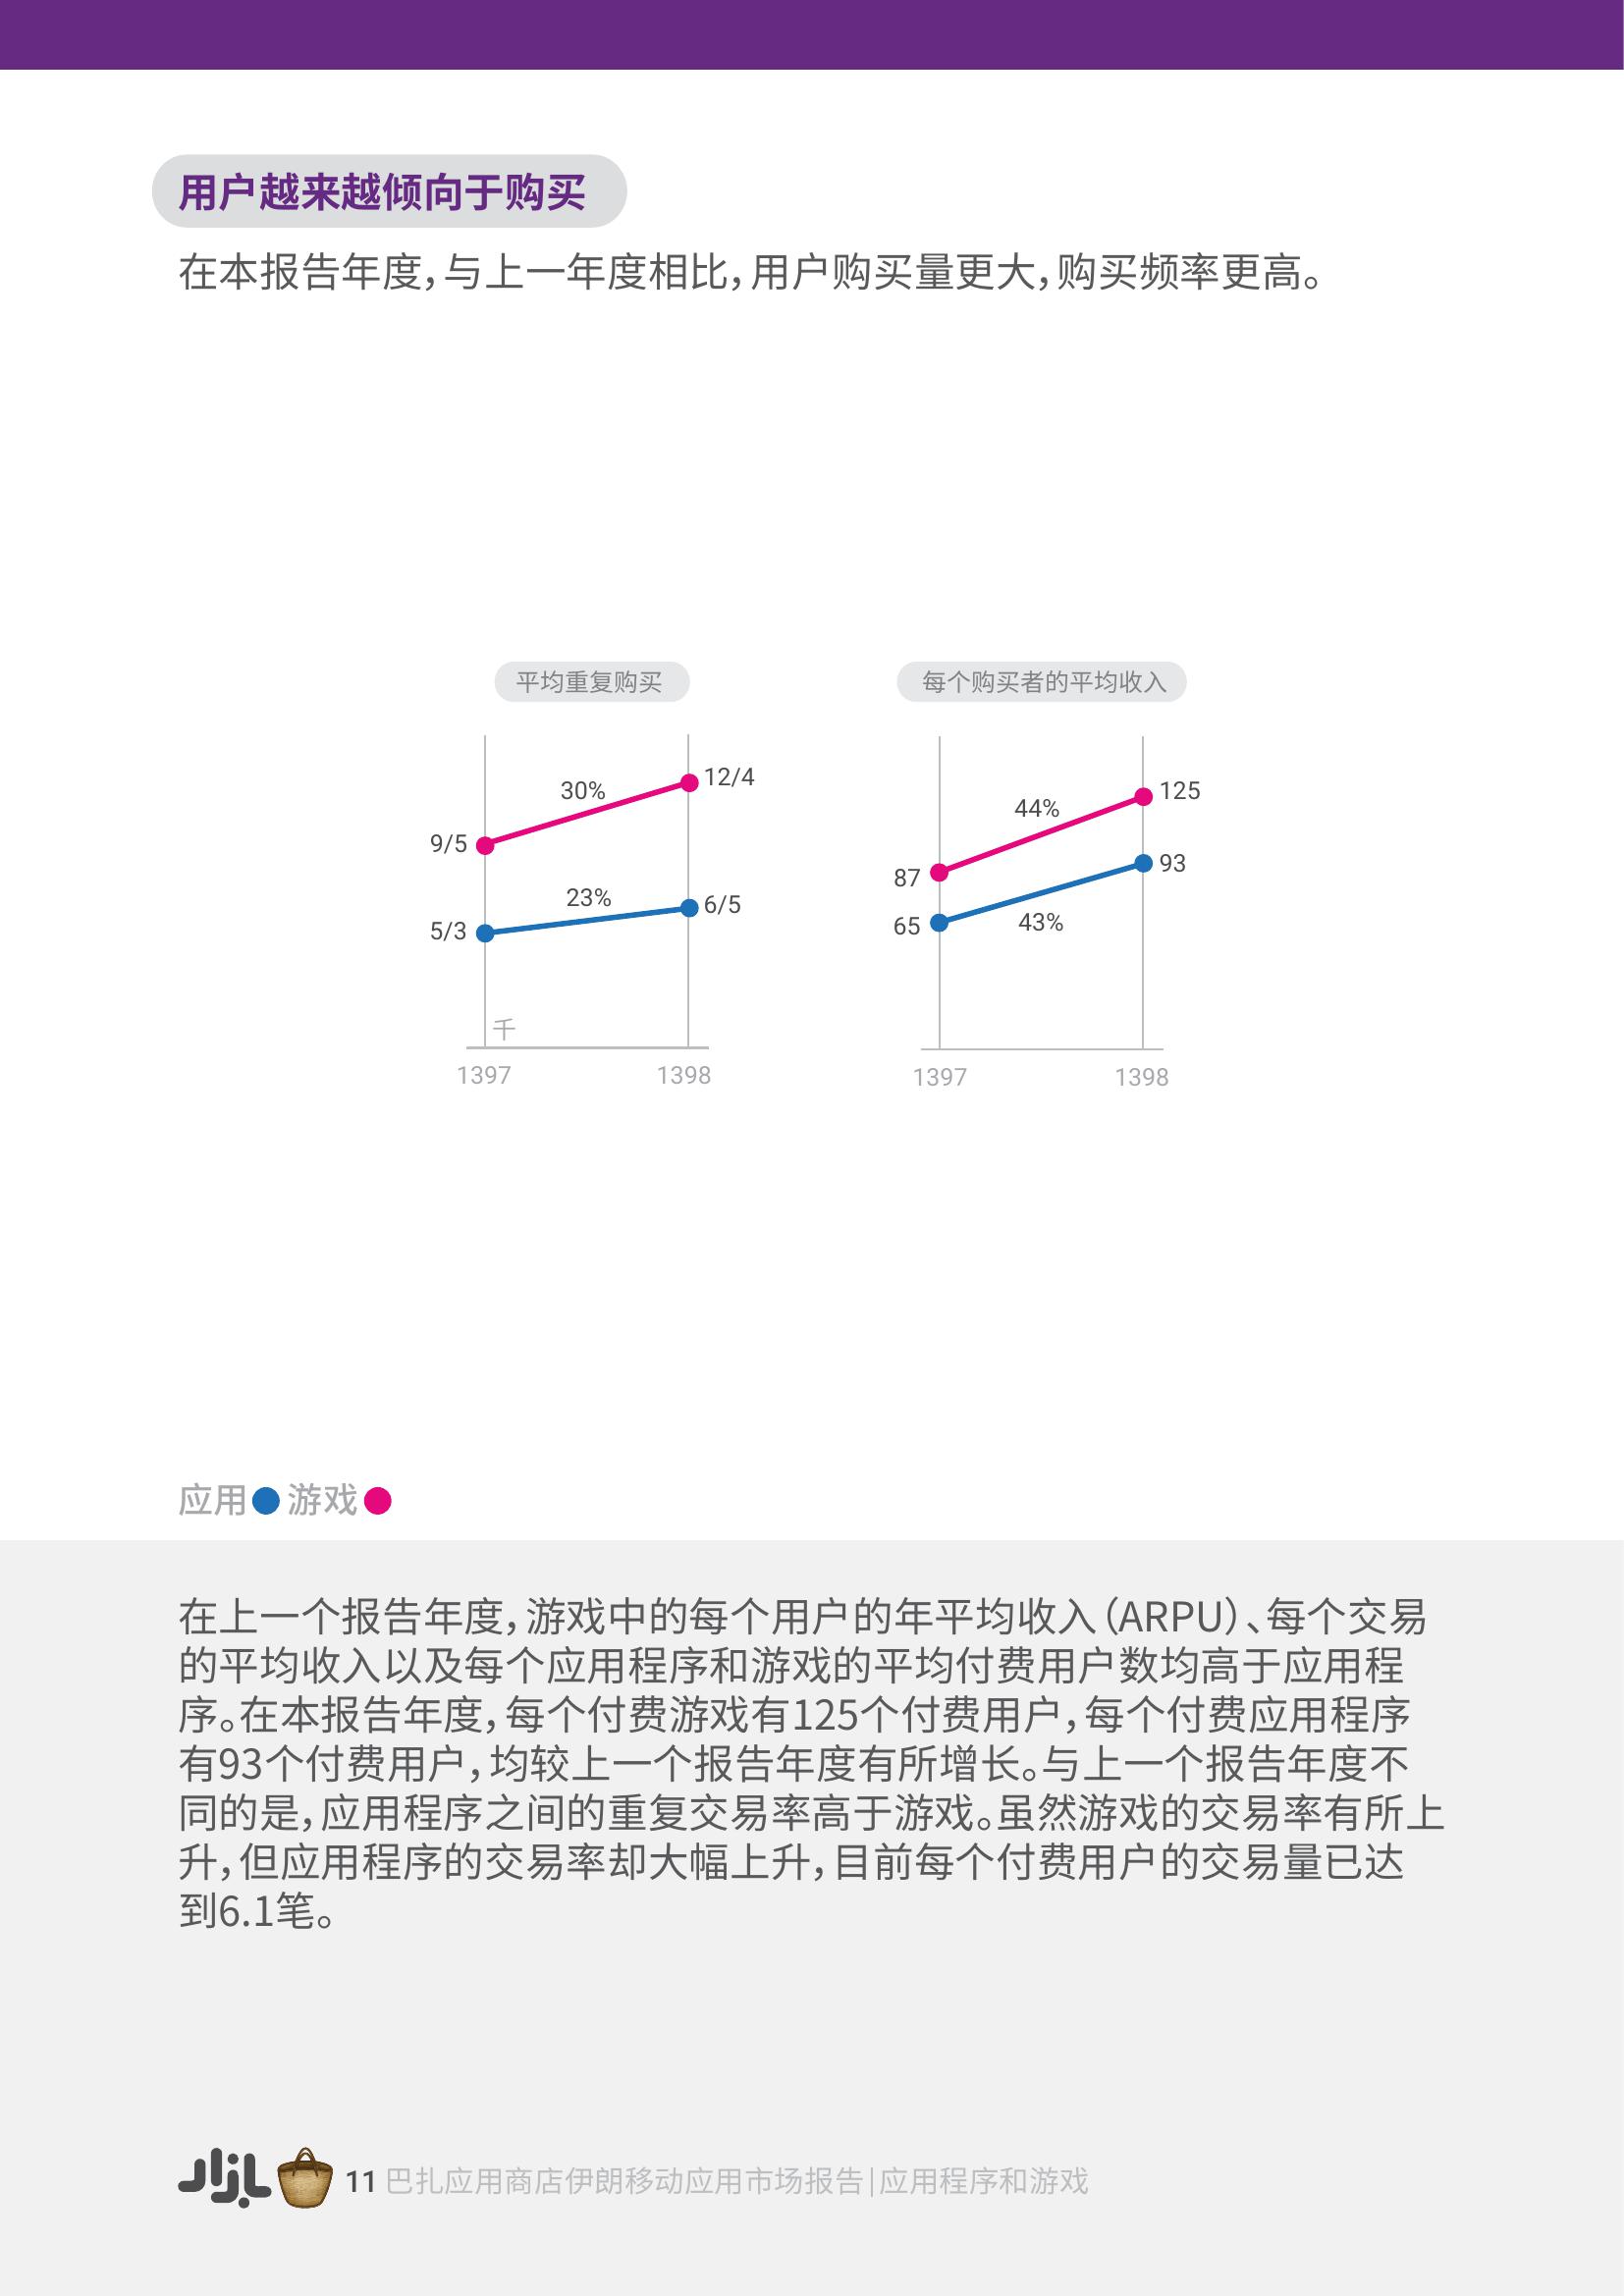 用户越来越倾向于购买
在本报告年度，与上一年度相比，用户购买量更大，购买频率更高。
平均重复购买
30%
12/4
9/5
23%
6/5
5/3
千
1397
1398
每个购买者的平均收入
44%
125
87
93
65
43%
1397
1398
应用 游戏
在上一个报告年度，游戏中的每个用户的年平均收入（ARPU）、每个交易
的平均收入以及每个应用程序和游戏的平均付费用户数均高于应用程
序。在本报告年度，每个付费游戏有125个付费用户，每个付费应用程序
有93个付费用户，均较上一个报告年度有所增长。与上一个报告年度不
同的是，应用程序之间的重复交易率高于游戏。虽然游戏的交易率有所上
升，但应用程序的交易率却大幅上升，目前每个付费用户的交易量已达
到6.1笔。
بازار 11 巴扎应用商店伊朗移动应用市场报告|应用程序和游戏